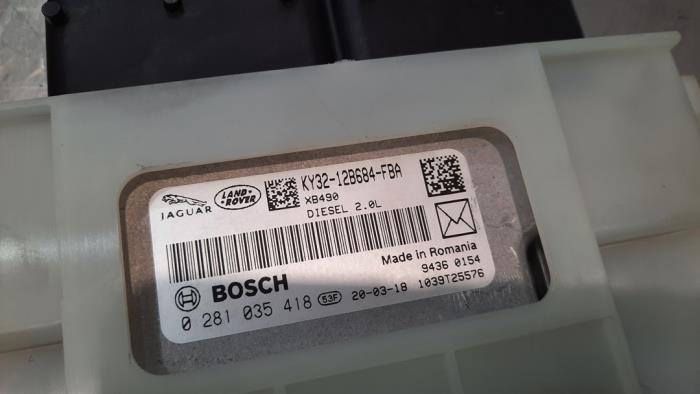 JAGUAR
LAND ROVER
KY32-12B684-FBA
XB490
DIESEL 2.0L
Made in Romania
BOSCH
9436 0154
0 281 035 418 53F 20-03-18 1039T25576